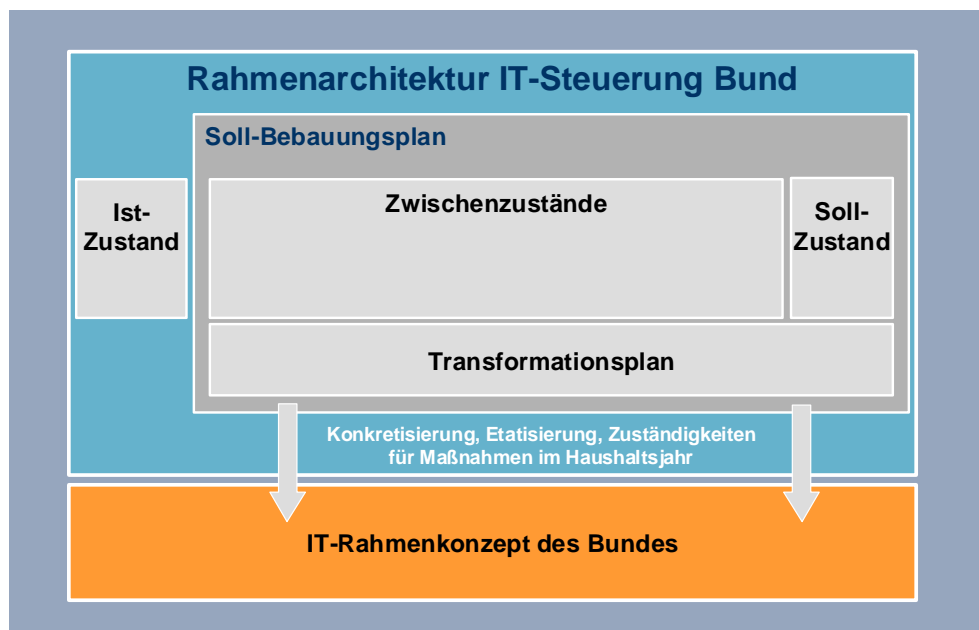 Rahmenarchitektur IT-Steuerung Bund
Soll-Bebauungsplan
Ist-
Zustand
Zwischenzustände
Soll-
Zustand
Transformationsplan
Konkretisierung, Etatisierung, Zuständigkeiten
für Maßnahmen im Haushaltsjahr
IT-Rahmenkonzept des Bundes